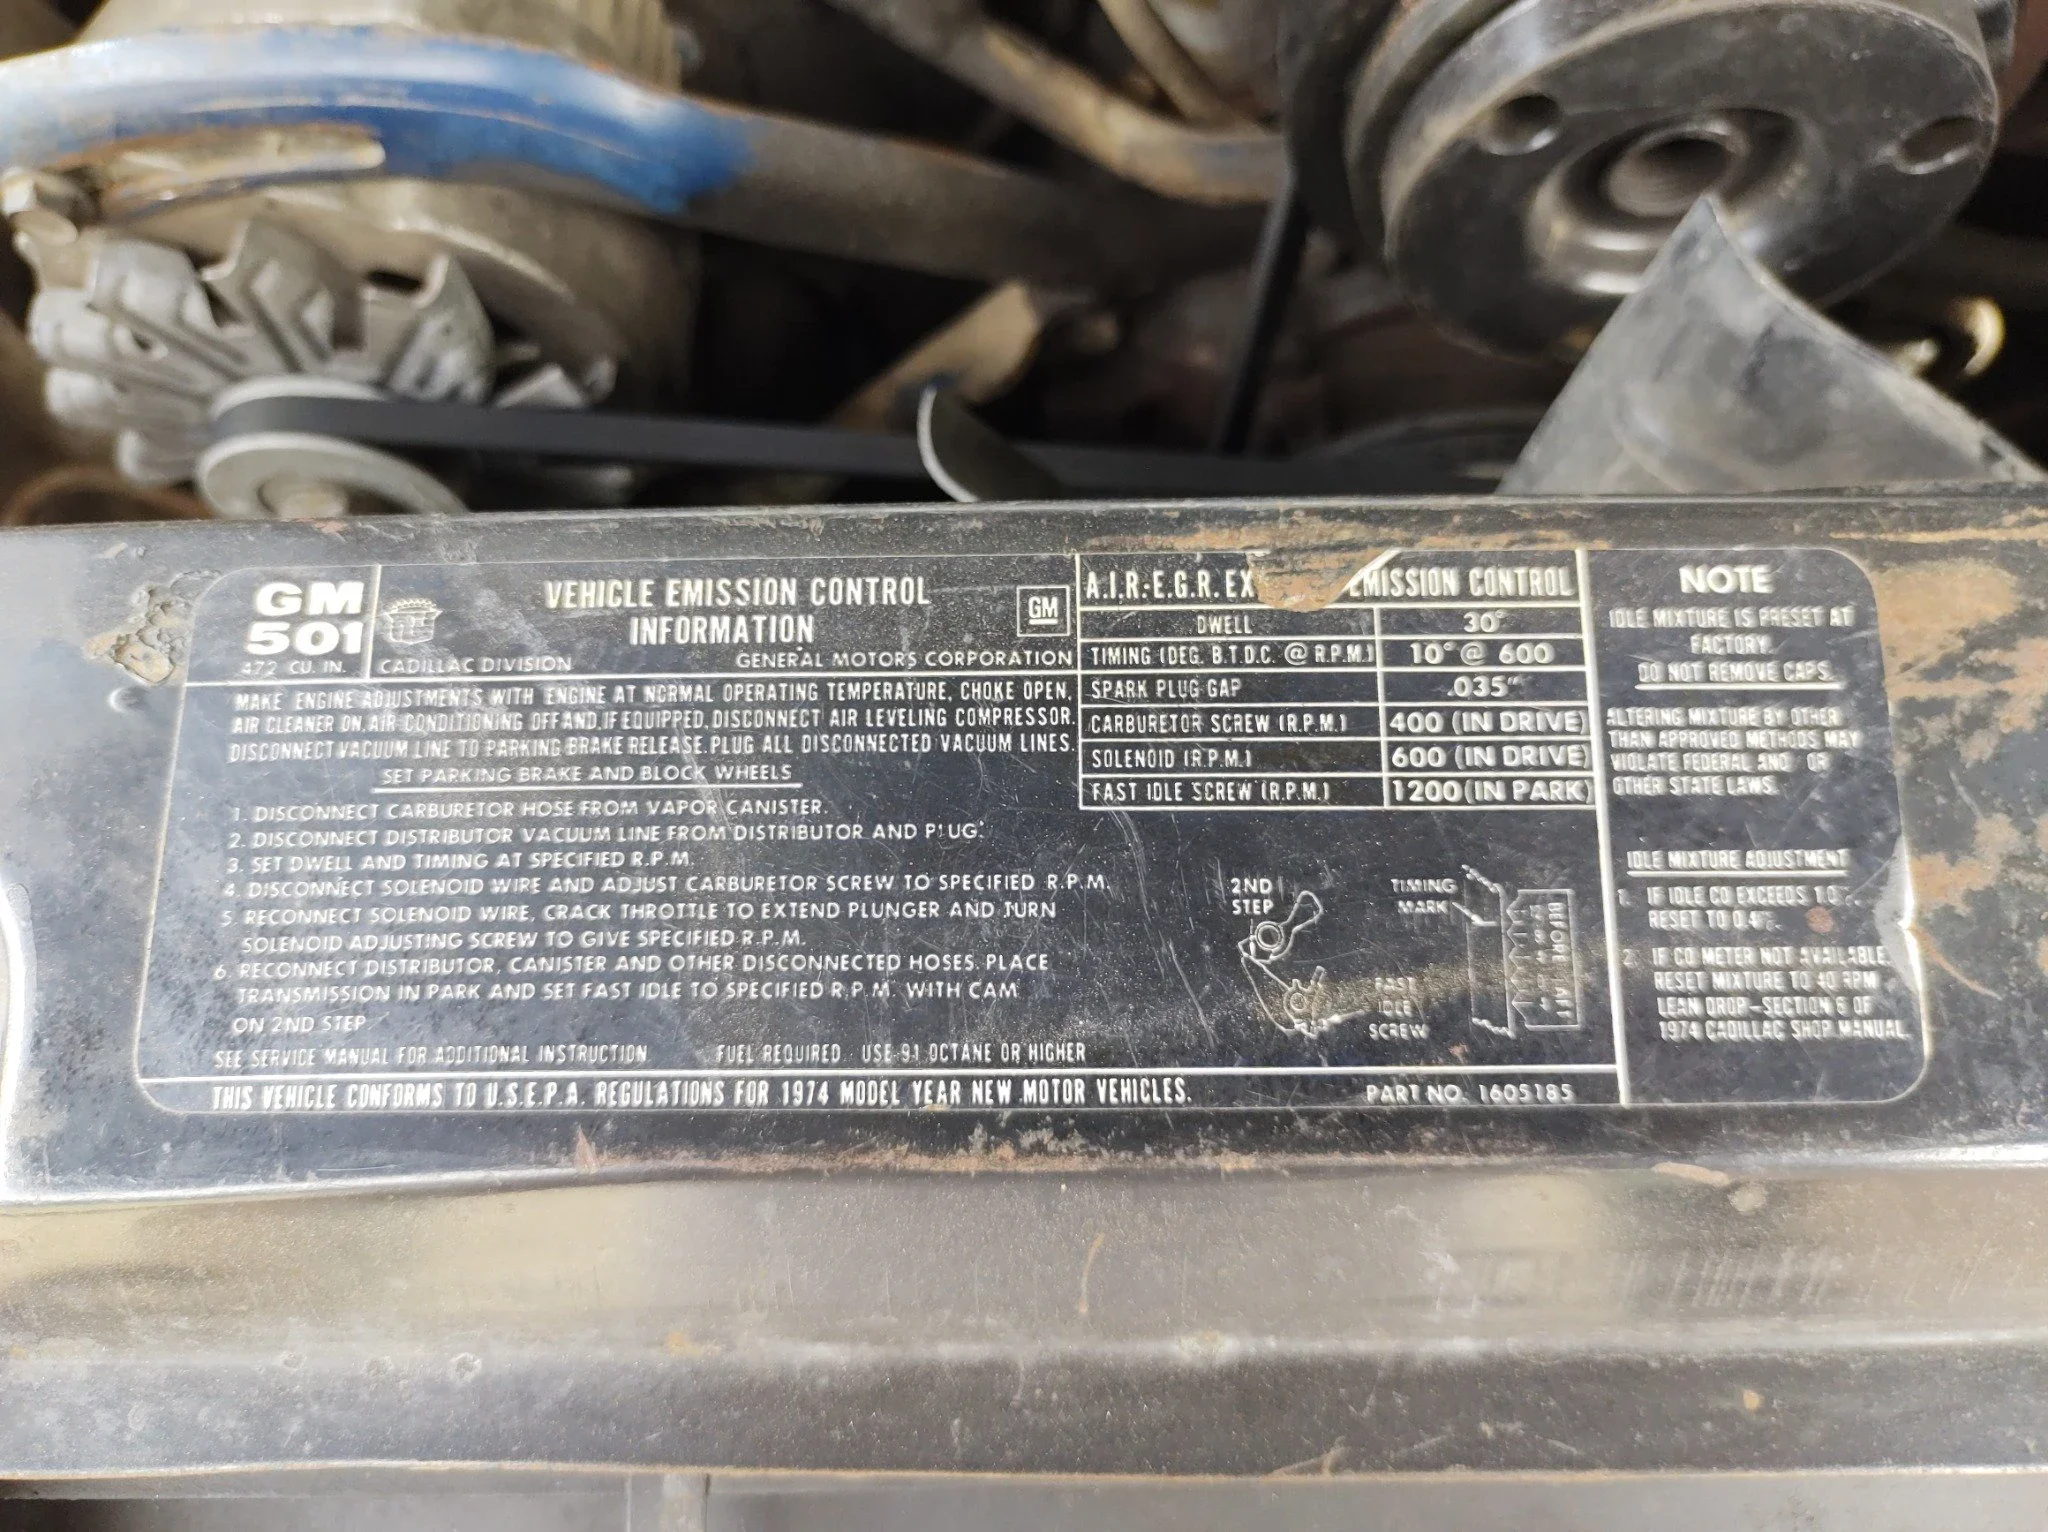 GM
501
472 CU. IN.
CADILLAC DIVISION
VEHICLE EMISSION CONTROL
INFORMATION
GENERAL MOTORS CORPORATION
GM
MAKE ENGINE ADJUSTMENTS WITH ENGINE AT NORMAL OPERATING TEMPERATURE, CHOKE OPEN,
AIR CLEANER ON, AIR CONDITIONING OFF AND, IF EQUIPPED, DISCONNECT AIR LEVELING COMPRESSOR.
DISCONNECT VACUUM LINE TO PARKING BRAKE RELEASE. PLUG ALL DISCONNECTED VACUUM LINES.
SET PARKING BRAKE AND BLOCK WHEELS
1. DISCONNECT CARBURETOR HOSE FROM VAPOR CANISTER.
2. DISCONNECT DISTRIBUTOR VACUUM LINE FROM DISTRIBUTOR AND PLUG.
3. SET DWELL AND TIMING AT SPECIFIED R.P.M.
4. DISCONNECT SOLENOID WIRE AND ADJUST CARBURETOR SCREW TO SPECIFIED R.P.M.
5. RECONNECT SOLENOID WIRE, CRACK THROTTLE TO EXTEND PLUNGER AND TURN
SOLENOID ADJUSTING SCREW TO GIVE SPECIFIED R.P.M.
6. RECONNECT DISTRIBUTOR, CANISTER AND OTHER DISCONNECTED HOSES. PLACE
TRANSMISSION IN PARK AND SET FAST IDLE TO SPECIFIED R.P.M. WITH CAM
ON 2ND STEP
SEE SERVICE MANUAL FOR ADDITIONAL INSTRUCTION FUEL REQUIRED: USE 91 OCTANE OR HIGHER
THIS VEHICLE CONFORMS TO U.S.E.P.A. REGULATIONS FOR 1974 MODEL YEAR NEW MOTOR VEHICLES.
PART NO. 1605185
A.I.R.-E.G.R. EX EMISSION CONTROL
DWELL 30°
TIMING (DEG. B.T.D.C. @ R.P.M.) 10° @ 600
SPARK PLUG GAP .035"
CARBURETOR SCREW (R.P.M.) 400 (IN DRIVE)
SOLENOID (R.P.M.) 600 (IN DRIVE)
FAST IDLE SCREW (R.P.M.) 1200 (IN PARK)
2ND
STEP
FAST
IDLE
SCREW
TIMING
MARK
BEFORE
NOTE
IDLE MIXTURE IS PRESET AT
FACTORY.
DO NOT REMOVE CAPS.
ALTERING MIXTURE BY OTHER
THAN APPROVED METHODS MAY
VIOLATE FEDERAL AND OR
OTHER STATE LAWS.
IDLE MIXTURE ADJUSTMENT
1. IF IDLE CO EXCEEDS 1.0
RESET TO 0.4%.
2. IF CO METER NOT AVAILABLE,
RESET MIXTURE TO 40 RPM
LEAN DROP-SECTION 6 OF
1974 CADILLAC SHOP MANUAL.